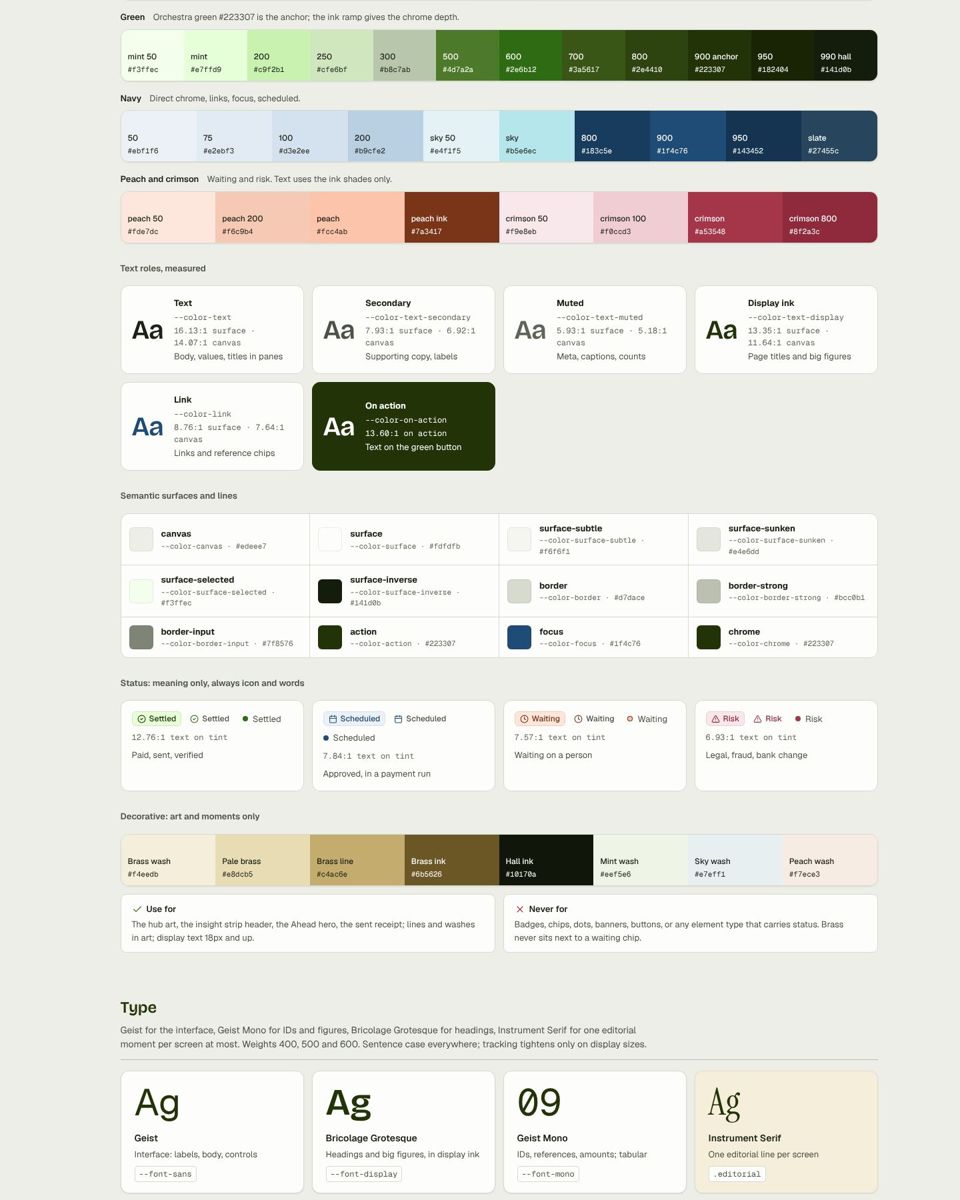 Green Orchestra green #223307 is the anchor; the ink ramp gives the chrome depth.
mint 50 mint 200 250 300 500 600 700 800 900 anchor 950 990 hall
#f3ffec #e7ffd9 #c9f2b1 #cfe6bf #b8c7ab #4d7a2a #2e6b12 #3a5617 #2e4410 #223307 #182404 #141d0b
Navy Direct chrome, links, focus, scheduled.
50 75 100 200 sky 50 sky 800 900 950 slate
#ebf1f6 #e2ebf3 #d3e2ee #b9cfe2 #e4f1f5 #b5e6ec #183c5e #1f4c76 #143452 #27455c
Peach and crimson Waiting and risk. Text uses the ink shades only.
peach 50 peach 200 peach peach ink crimson 50 crimson 100 crimson crimson 800
#fde7dc #f6c9b4 #fcc4ab #7a3417 #f9e8eb #f0ccd3 #a53548 #8f2a3c
Text roles, measured
Aa
Text
--color-text
16.13:1 surface ·
14.07:1 canvas
Body, values, titles in panes
Aa
Secondary
--color-text-secondary
7.93:1 surface · 6.92:1
canvas
Supporting copy, labels
Aa
Muted
--color-text-muted
5.93:1 surface · 5.18:1
canvas
Meta, captions, counts
Aa
Display ink
--color-text-display
13.35:1 surface ·
11.64:1 canvas
Page titles and big figures
Aa
Link
--color-link
8.76:1 surface · 7.64:1
canvas
Links and reference chips
Aa
On action
--color-on-action
13.60:1 on action
Text on the green button
Semantic surfaces and lines
canvas
--color-canvas · #edeee7
surface
--color-surface · #fdfdfb
surface-subtle
--color-surface-subtle ·
#f6f6f1
surface-sunken
--color-surface-sunken ·
#e4e6dd
surface-selected
--color-surface-selected ·
#f3ffec
surface-inverse
--color-surface-inverse ·
#141d0b
border
--color-border · #d7dace
border-strong
--color-border-strong · #bcc0b1
border-input
--color-border-input · #7f8576
action
--color-action · #223307
focus
--color-focus · #1f4c76
chrome
--color-chrome · #223307
Status: meaning only, always icon and words
Settled Settled Settled
12.76:1 text on tint
Paid, sent, verified
Scheduled Scheduled
Scheduled
7.84:1 text on tint
Approved, in a payment run
Waiting Waiting Waiting
7.57:1 text on tint
Waiting on a person
Risk Risk Risk
6.93:1 text on tint
Legal, fraud, bank change
Decorative: art and moments only
Brass wash Pale brass Brass line Brass ink Hall ink Mint wash Sky wash Peach wash
#f4eedb #e8dcb5 #c4ac6e #6b5626 #10170a #eef5e6 #e7eff1 #f7ece3
Use for
The hub art, the insight strip header, the Ahead hero, the sent receipt; lines and washes
in art; display text 18px and up.
Never for
Badges, chips, dots, banners, buttons, or any element type that carries status. Brass
never sits next to a waiting chip.
Type
Geist for the interface, Geist Mono for IDs and figures, Bricolage Grotesque for headings, Instrument Serif for one editorial
moment per screen at most. Weights 400, 500 and 600. Sentence case everywhere; tracking tightens only on display sizes.
Ag
Geist
Interface: labels, body, controls
--font-sans
Ag
Bricolage Grotesque
Headings and big figures, in display ink
--font-display
09
Geist Mono
IDs, references, amounts; tabular
--font-mono
Ag
Instrument Serif
One editorial line per screen
.editorial